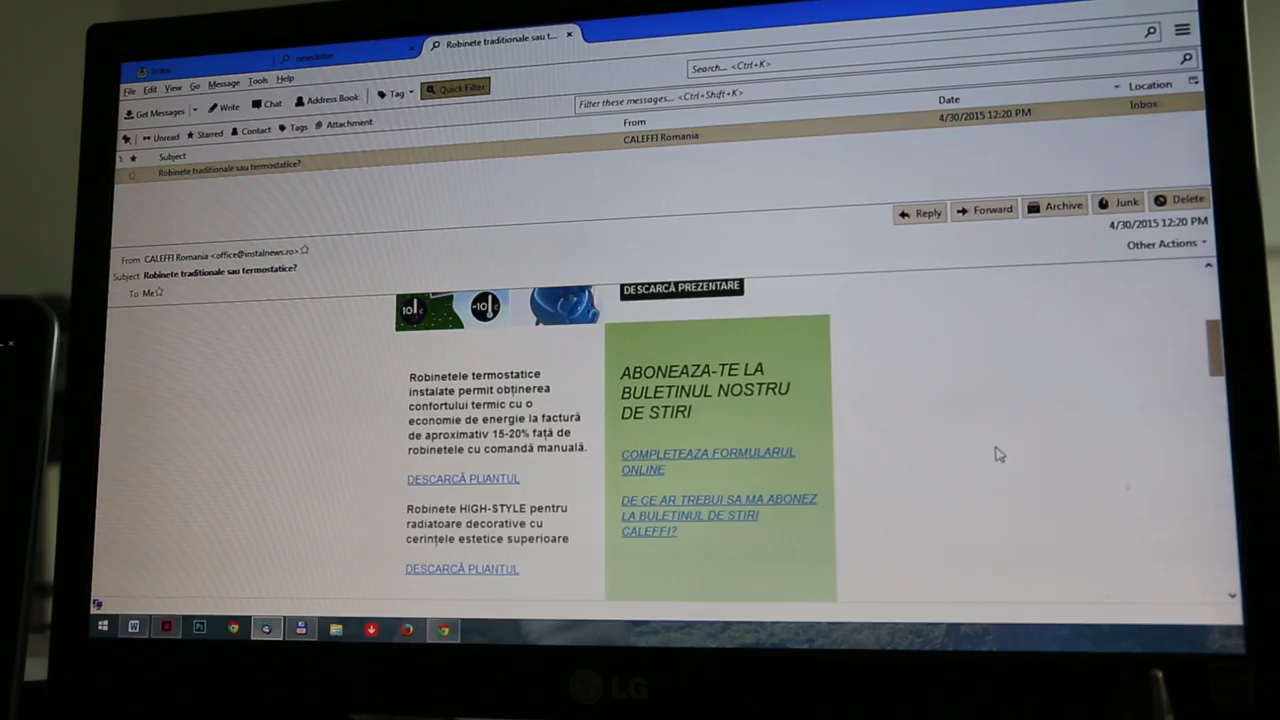 Inbox
newsletter
Robinete traditionale sau t...
File Edit View Go Message Tools Help
Search... <Ctrl+K>
Get Messages Write Chat Address Book Tag Quick Filter
Filter these messages... <Ctrl+Shift+K>
Unread Starred Contact Tags Attachment
Subject From Date Location
Robinete traditionale sau termostatice? CALEFFI Romania 4/30/2015 12:20 PM Inbox
Reply Forward Archive Junk Delete
From CALEFFI Romania <office@instalnews.ro>
4/30/2015 12:20 PM
Subject Robinete traditionale sau termostatice?
Other Actions
To Me
10 c -10 c
DESCARCĂ PREZENTARE
Robinetele termostatice
instalate permit obținerea
confortului termic cu o
economie de energie la factură
de aproximativ 15-20% față de
robinetele cu comandă manuală.
DESCARCĂ PLIANTUL
Robinete HIGH-STYLE pentru
radiatoare decorative cu
cerințele estetice superioare
DESCARCĂ PLIANTUL
ABONEAZA-TE LA
BULETINUL NOSTRU
DE STIRI
COMPLETEAZA FORMULARUL
ONLINE
DE CE AR TREBUI SA MA ABONEZ
LA BULETINUL DE STIRI
CALEFFI?
W
Ps
LG